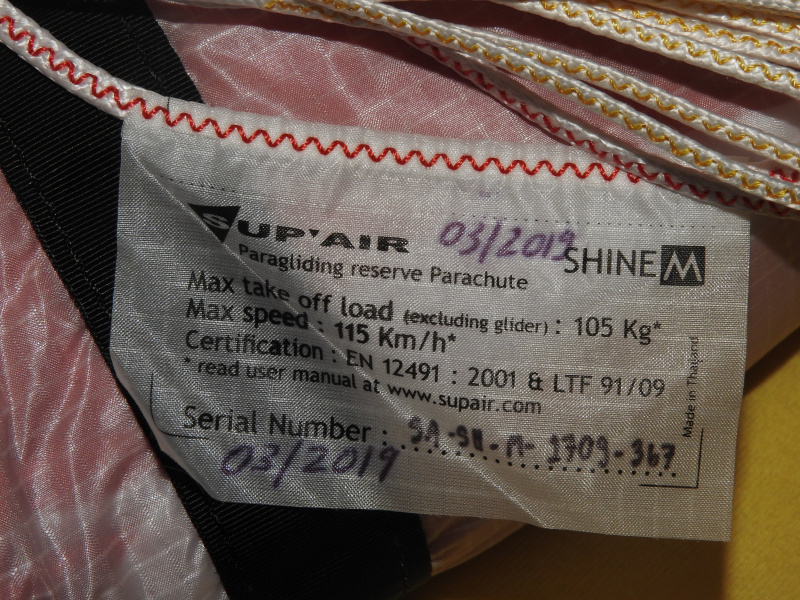 SUP'AIR 03/2019 SHINE M
Paragliding reserve Parachute
Max take off load (excluding glider) : 105 Kg*
Max speed : 115 Km/h*
Certification : EN 12491 : 2001 & LTF 91/09
*read user manual at www.supair.com
Made in Thailand
Serial Number : SA-SH-M-1709-367
03/2019